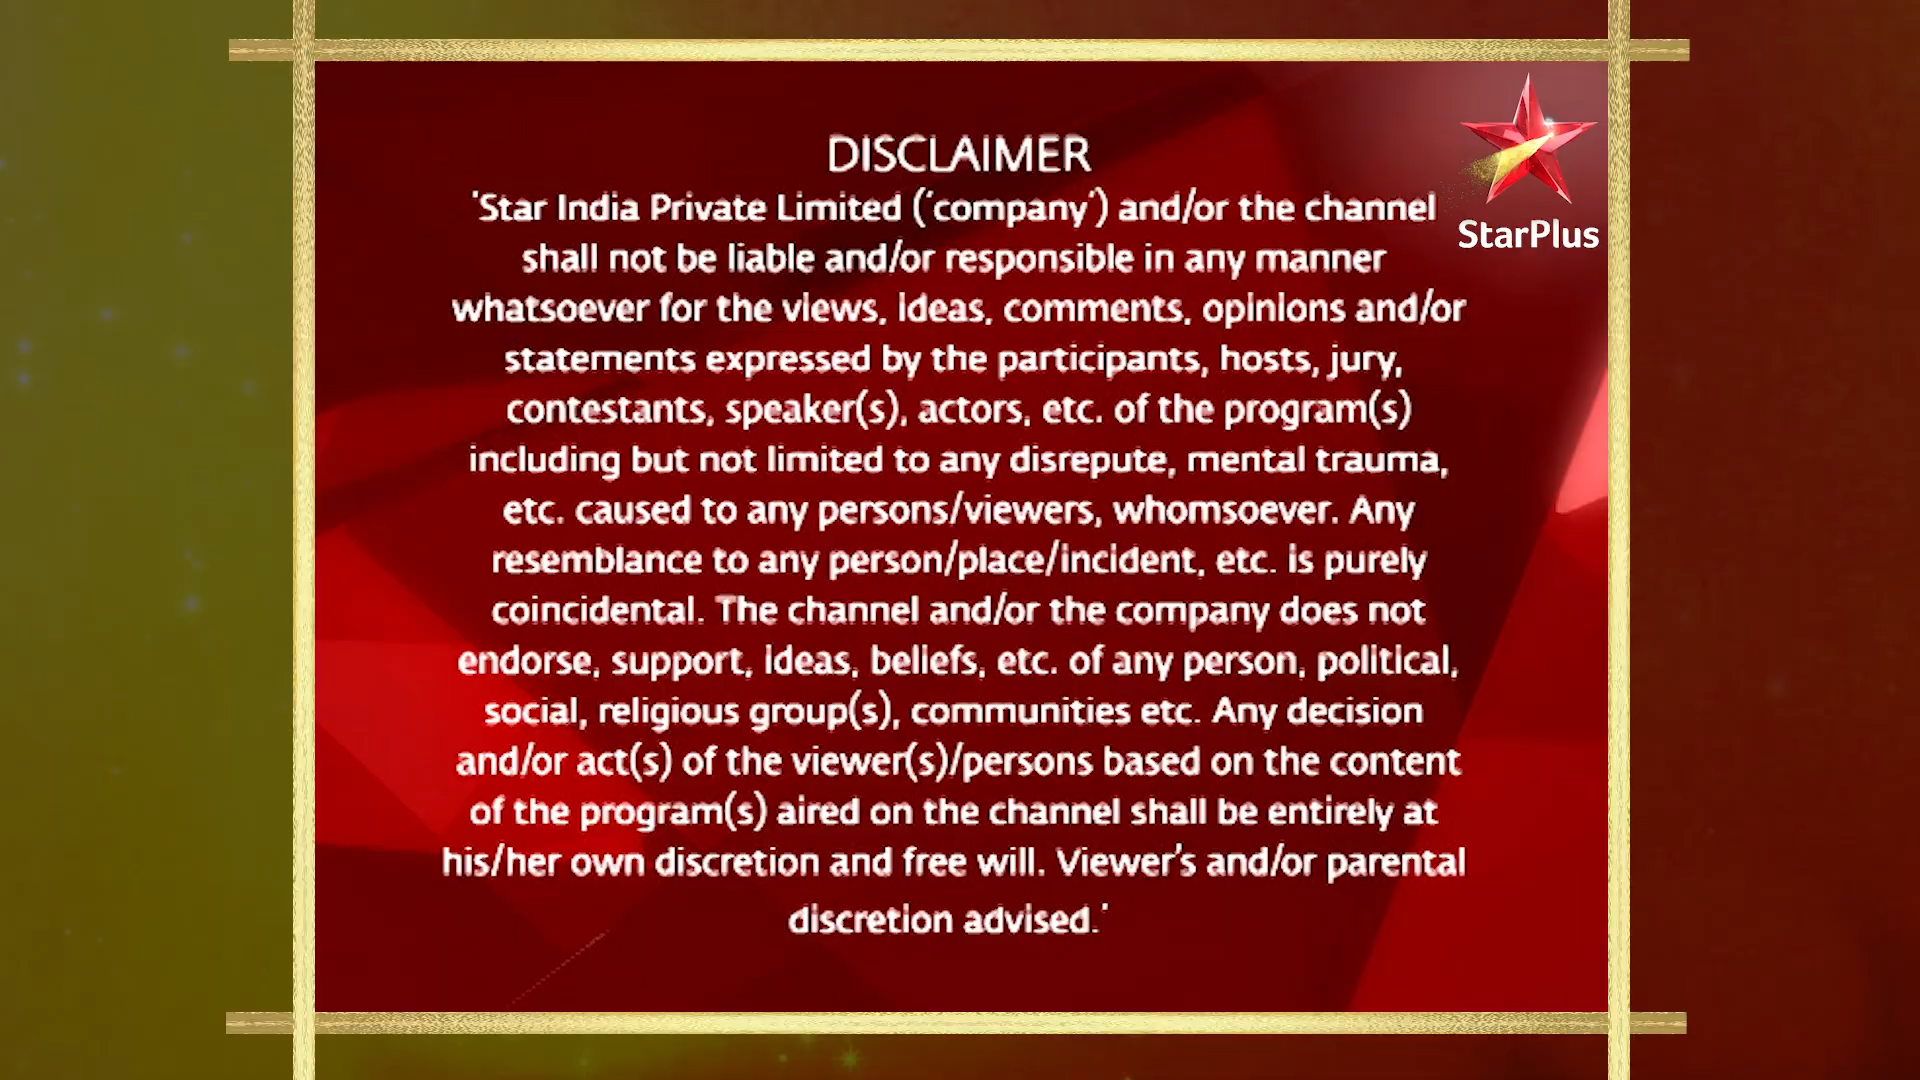 DISCLAIMER
'Star India Private Limited ('company') and/or the channel
StarPlus
shall not be liable and/or responsible in any manner
whatsoever for the views, ideas, comments, opinions and/or
statements expressed by the participants, hosts, jury,
contestants, speaker(s), actors, etc. of the program(s)
including but not limited to any disrepute, mental trauma,
etc. caused to any persons/viewers, whomsoever. Any
resemblance to any person/place/incident, etc. is purely
coincidental. The channel and/or the company does not
endorse, support, ideas, beliefs, etc. of any person, political,
social, religious group(s), communities etc. Any decision
and/or act(s) of the viewer(s)/persons based on the content
of the program(s) aired on the channel shall be entirely at
his/her own discretion and free will. Viewer's and/or parental
discretion advised.'